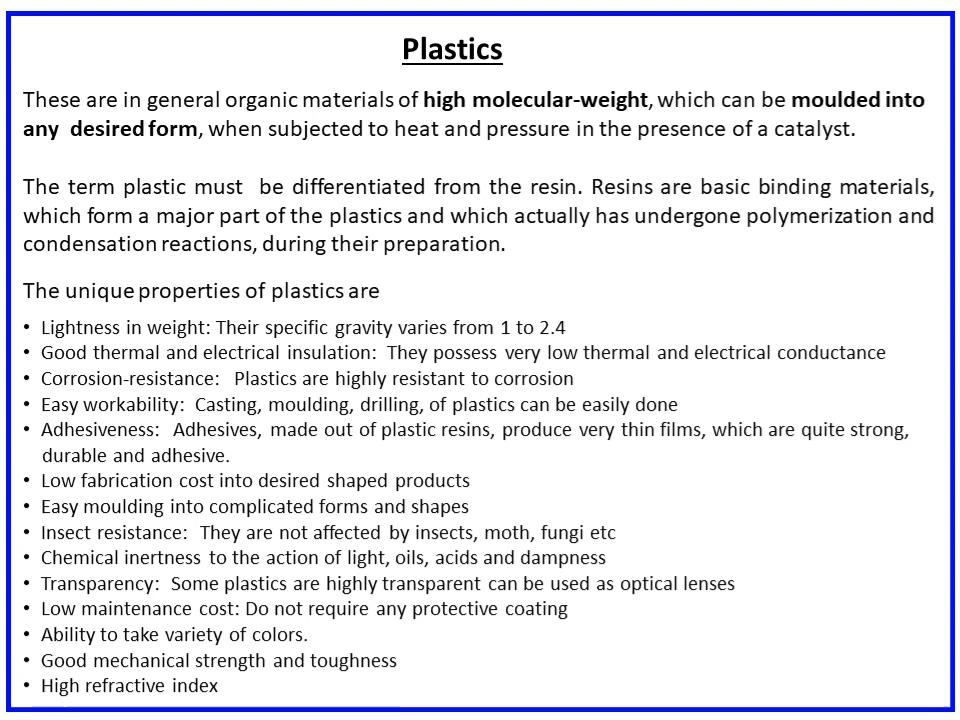 Plastics
These are in general organic materials of high molecular-weight, which can be moulded into
any desired form, when subjected to heat and pressure in the presence of a catalyst.
The term plastic must be differentiated from the resin. Resins are basic binding materials,
which form a major part of the plastics and which actually has undergone polymerization and
condensation reactions, during their preparation.
The unique properties of plastics are
• Lightness in weight: Their specific gravity varies from 1 to 2.4
• Good thermal and electrical insulation: They possess very low thermal and electrical conductance
• Corrosion-resistance: Plastics are highly resistant to corrosion
• Easy workability: Casting, moulding, drilling, of plastics can be easily done
• Adhesiveness: Adhesives, made out of plastic resins, produce very thin films, which are quite strong,
durable and adhesive.
• Low fabrication cost into desired shaped products
• Easy moulding into complicated forms and shapes
• Insect resistance: They are not affected by insects, moth, fungi etc
• Chemical inertness to the action of light, oils, acids and dampness
• Transparency: Some plastics are highly transparent can be used as optical lenses
• Low maintenance cost: Do not require any protective coating
• Ability to take variety of colors.
• Good mechanical strength and toughness
• High refractive index